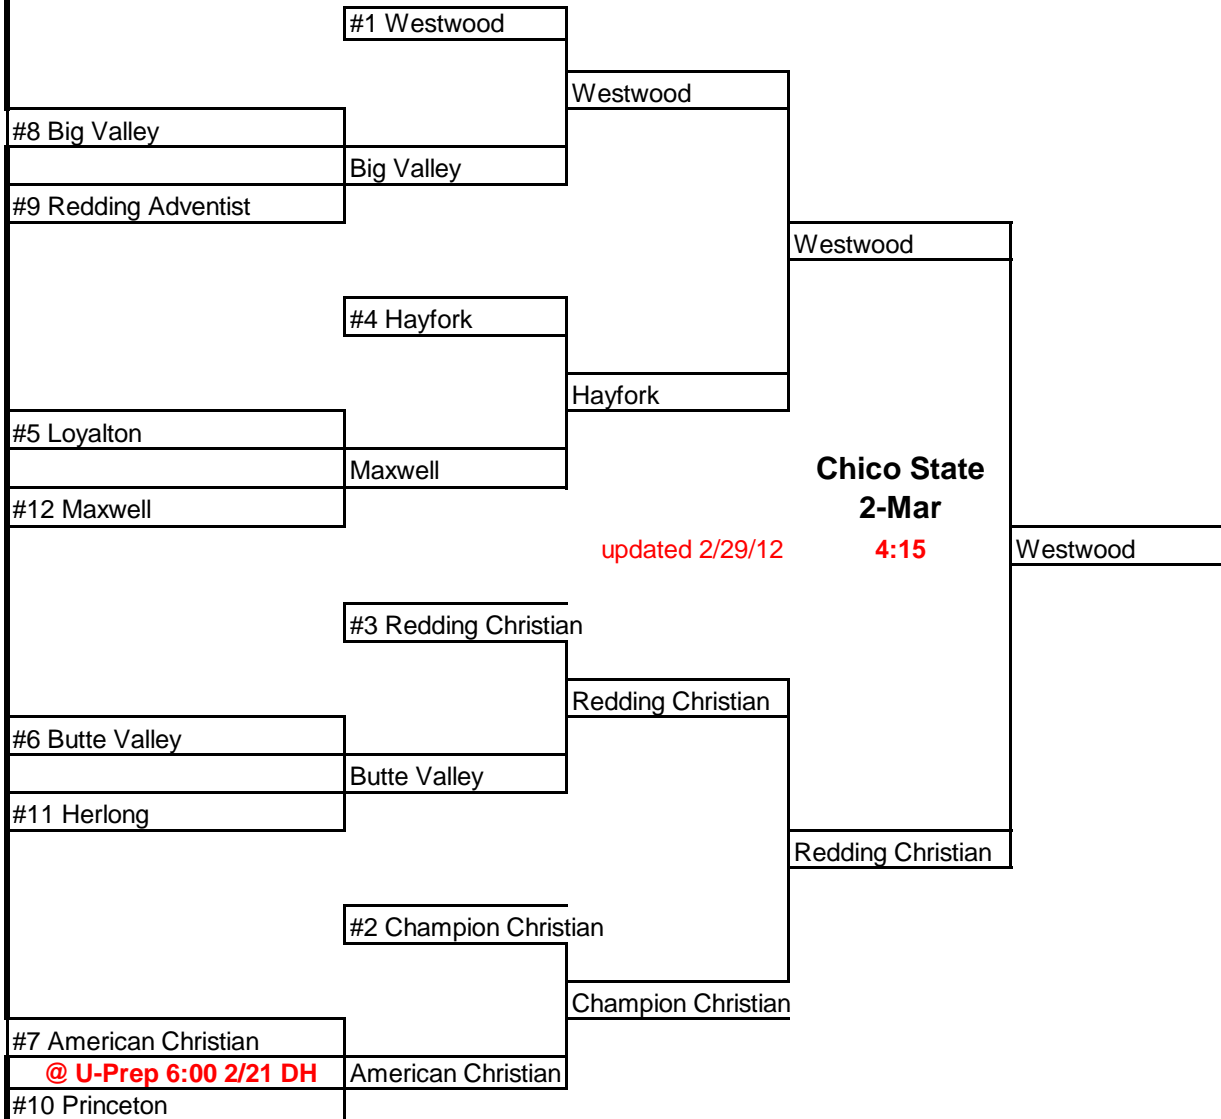 #1 Westwood
Westwood
#8 Big Valley
Big Valley
#9 Redding Adventist
Westwood
#4 Hayfork
Hayfork
#5 Loyalton
Maxwell
#12 Maxwell
Chico State
2-Mar
updated 2/29/12
4:15
Westwood
#3 Redding Christian
Redding Christian
#6 Butte Valley
Butte Valley
#11 Herlong
Redding Christian
#2 Champion Christian
Champion Christian
#7 American Christian
@ U-Prep 6:00 2/21 DH
American Christian
#10 Princeton